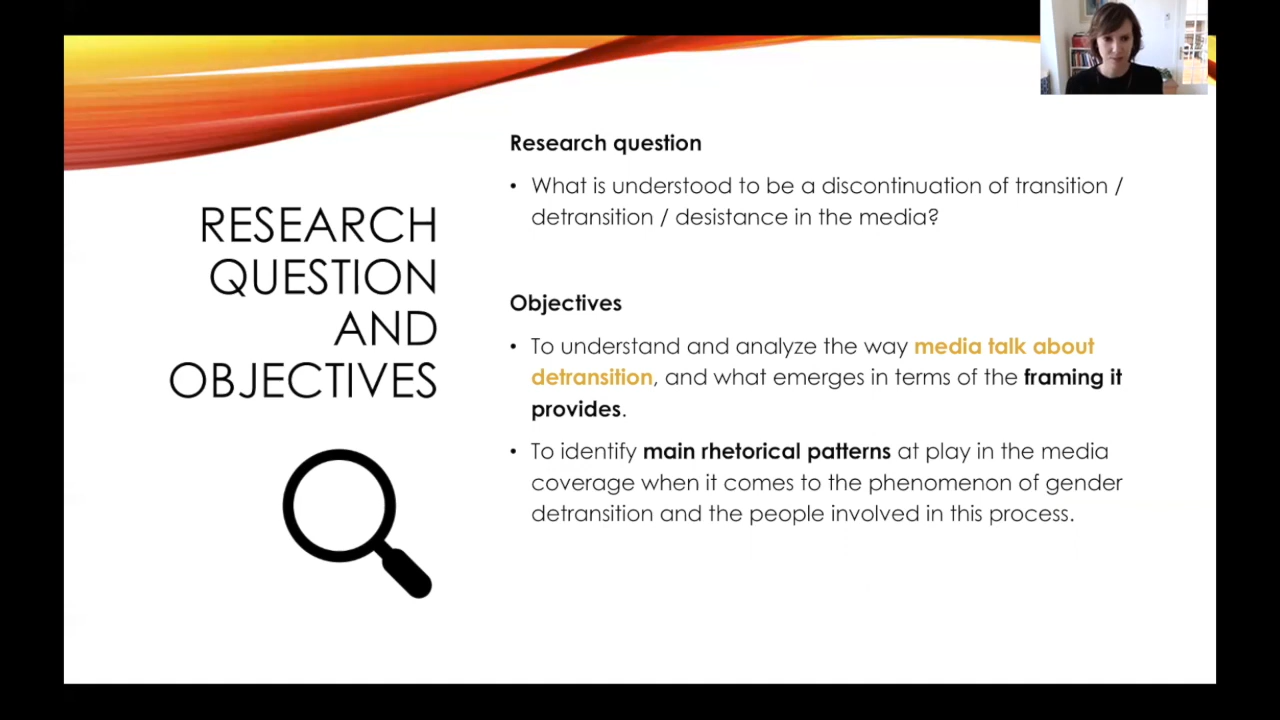 RESEARCH
QUESTION
AND
OBJECTIVES
Research question
• What is understood to be a discontinuation of transition /
detransition / desistance in the media?
Objectives
• To understand and analyze the way media talk about
detransition, and what emerges in terms of the framing it
provides.
• To identify main rhetorical patterns at play in the media
coverage when it comes to the phenomenon of gender
detransition and the people involved in this process.